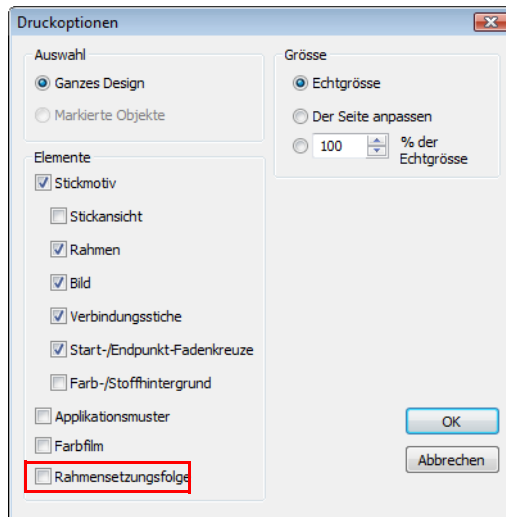 Druckoptionen
Auswahl
Ganzes Design
Markierte Objekte
Elemente
Stickmotiv
Stickansicht
Rahmen
Bild
Verbindungsstiche
Start-/Endpunkt-Fadenkreuze
Farb-/Stoffhintergrund
Applikationsmuster
Farbfilm
Rahmensetzungsfolge
Grösse
Echtgrösse
Der Seite anpassen
100 % der
Echtgrösse
OK
Abbrechen